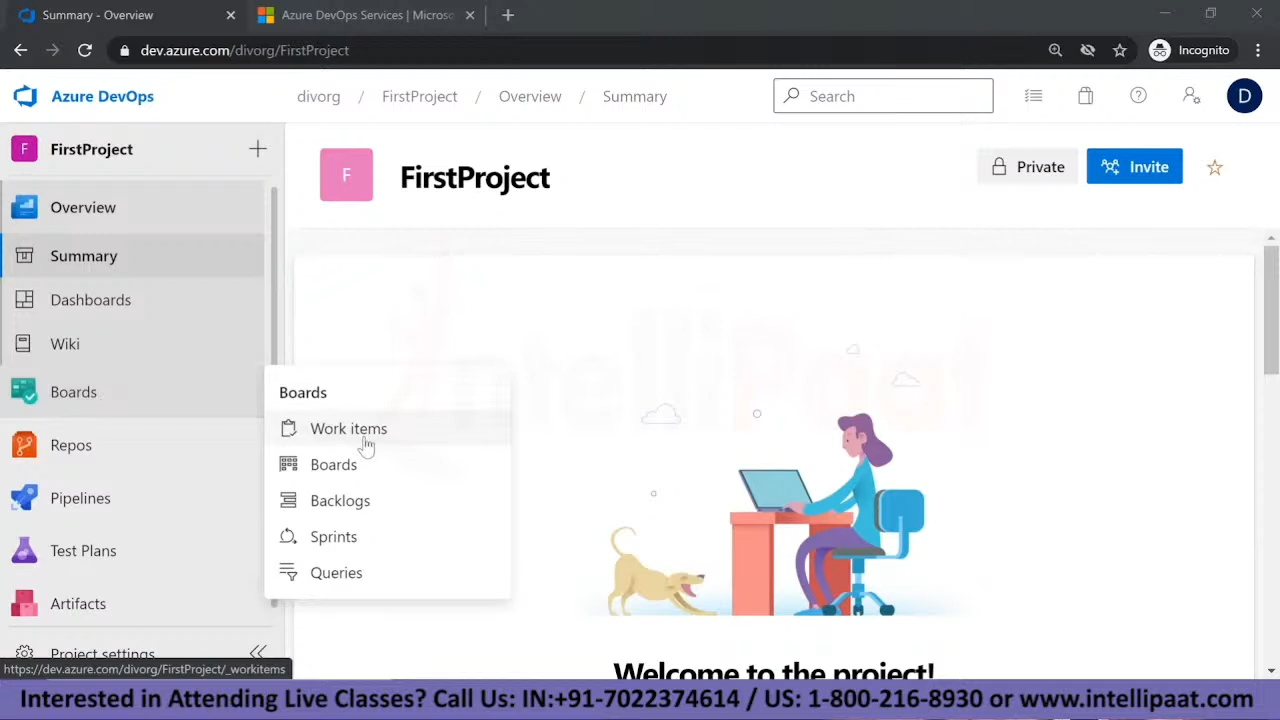 Summary - Overview
Azure DevOps Services | Microso
dev.azure.com/divorg/FirstProject
Incognito
Azure DevOps
divorg / FirstProject / Overview / Summary
Search
D
F FirstProject
Overview
Summary
Dashboards
Wiki
Boards
Repos
Pipelines
Test Plans
Artifacts
Project settings
https://dev.azure.com/divorg/FirstProject/_workitems
Boards
Work items
Boards
Backlogs
Sprints
Queries
F FirstProject
Private
Invite
IntelliPaat
Welcome to the project!
Interested in Attending Live Classes? Call Us: IN:+91-7022374614 / US: 1-800-216-8930 or www.intellipaat.com